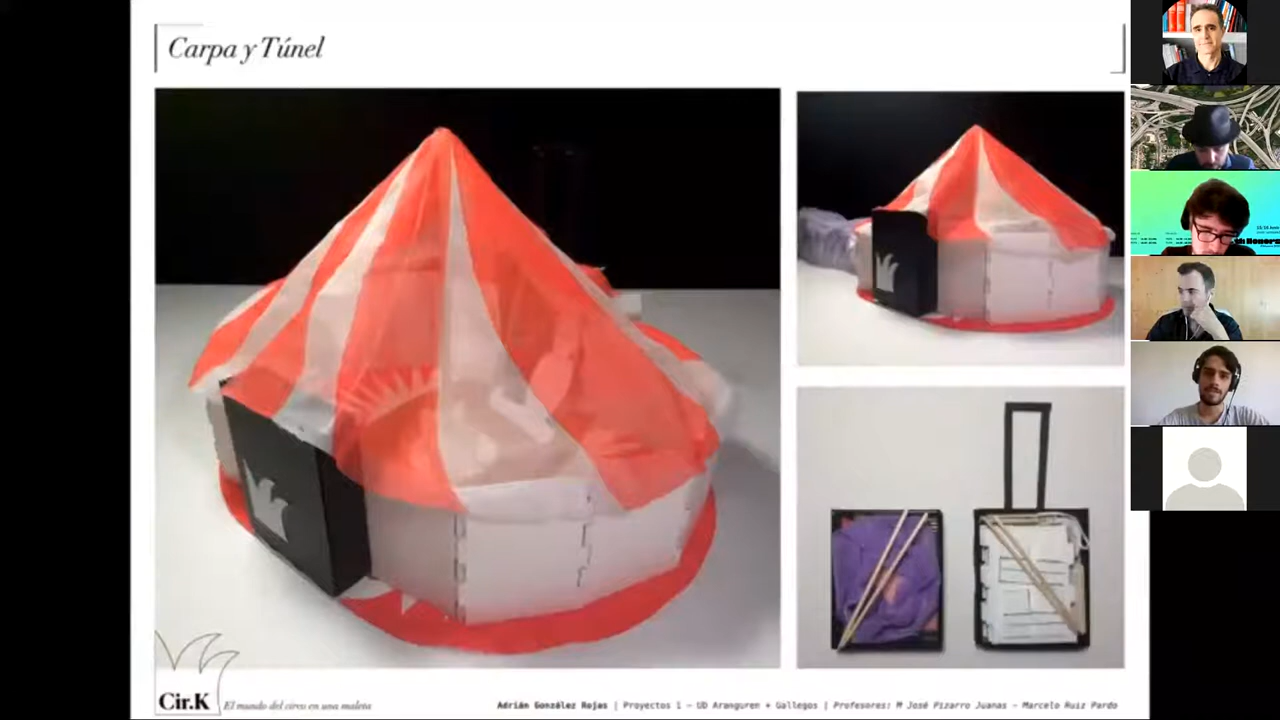 Carpa y Túnel
Cir.K
El mundo del circo en una maleta
Adrián González Rojas | Proyectos 1 – UD Aranguren + Gallegos | Profesores: M José Pizarro Juanas – Marcelo Ruiz Pardo